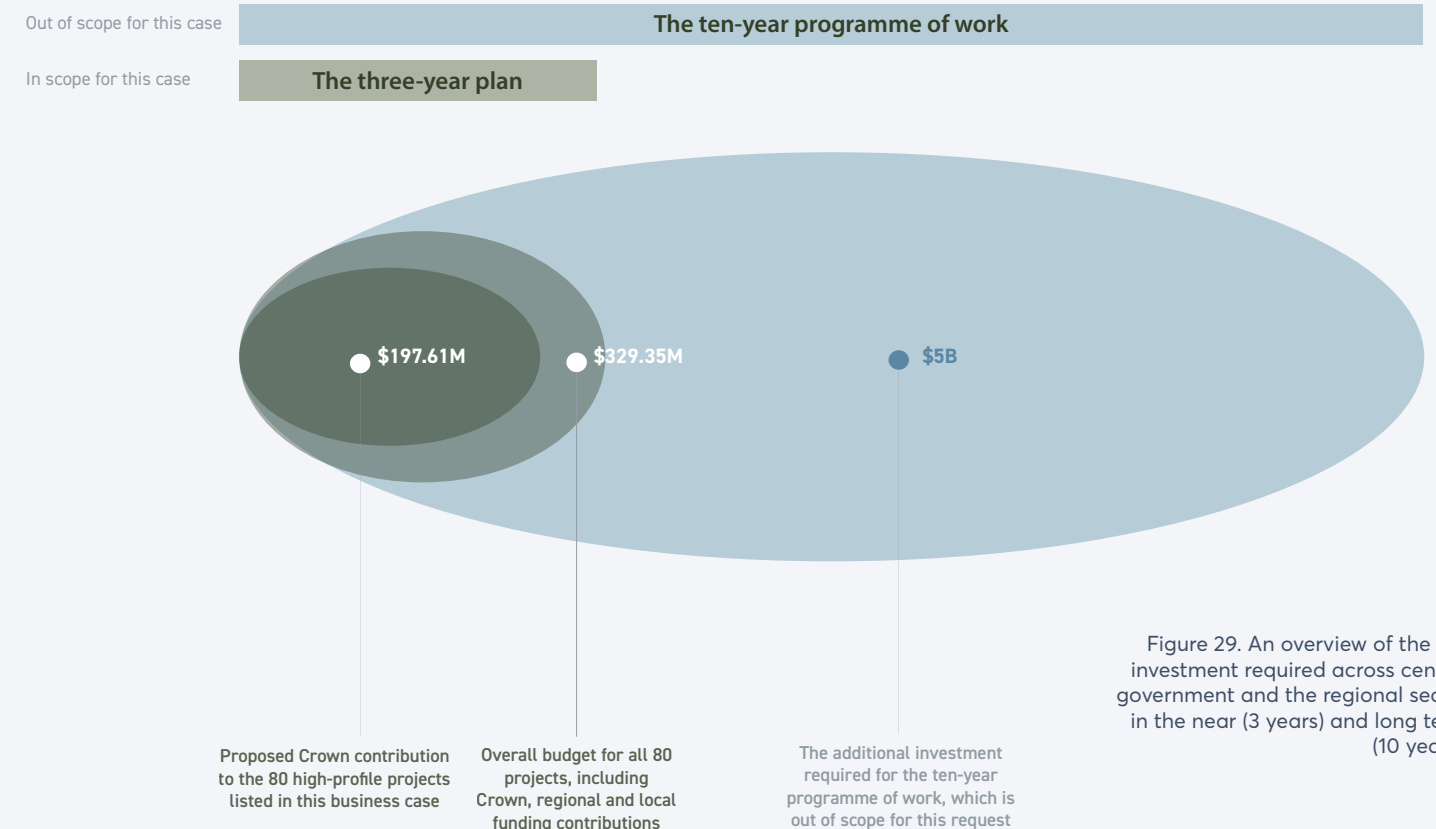 Out of scope for this case
The ten-year programme of work
In scope for this case
The three-year plan
$197.61M
$329.35M
$5B
Figure 29. An overview of the
investment required across
government and the regional
in the near (3 years) and long
(10
Proposed Crown contribution
to the 80 high-profile projects
listed in this business case
Overall budget for all 80
projects, including
Crown, regional and local
funding contributions
The additional investment
required for the ten-year
programme of work, which is
out of scope for this request